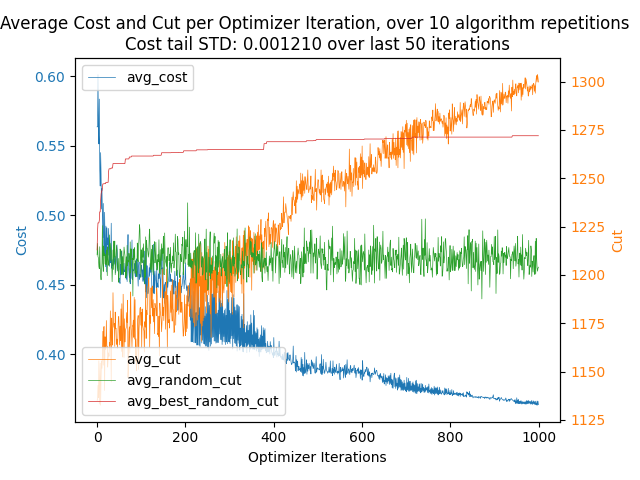 Average Cost and Cut per Optimizer Iteration, over 10 algorithm repetitions
Cost tail STD: 0.001210 over last 50 iterations
avg_cost
0.60
0.55
0.50
0.45
0.40
Cost
1300
1275
1250
1225
1200
1175
1150
1125
Cut
avg_cut
avg_random_cut
avg_best_random_cut
0
200
400
600
800
1000
Optimizer Iterations